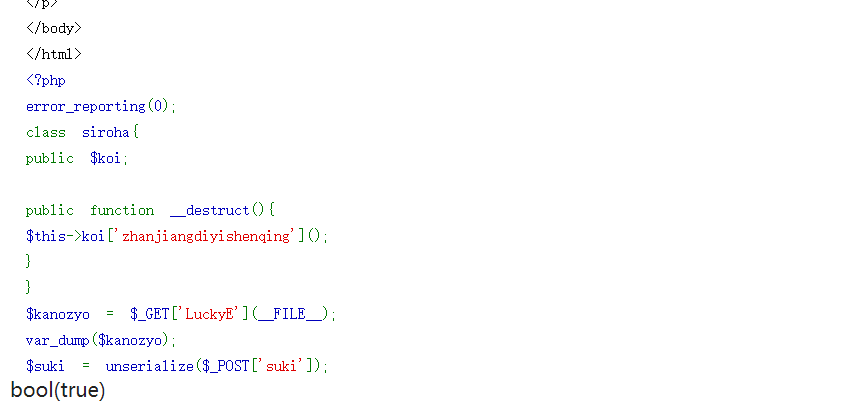 </p>
</body>
</html>
<?php
error_reporting(0);
class siroha{
public $koi;
public function __destruct(){
$this->koi['zhanjiangdiyishenqing']();
}
}
$kanozyo = $_GET['LuckyE'](__FILE__);
var_dump($kanozyo);
$suki = unserialize($_POST['suki']);
bool(true)